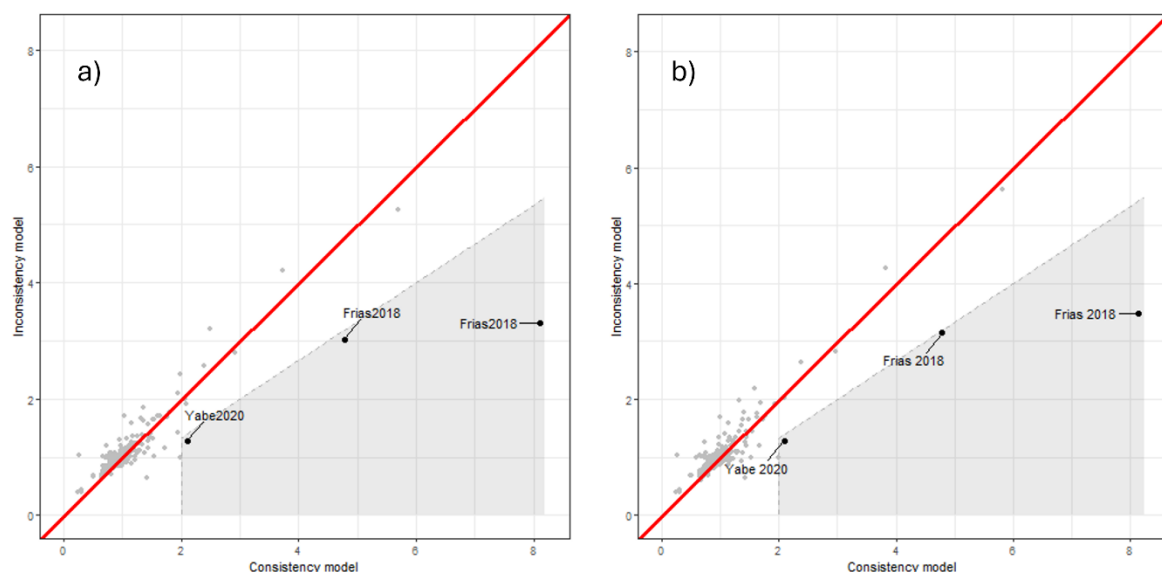 a)
8
6
4
2
0
Inconsistency model
Frias2018
Frias2018
Yabe2020
0 2 4 6 8
Consistency model
b)
8
6
4
2
0
Inconsistency model
Frias 2018
Frias 2018
Yabe 2020
0 2 4 6 8
Consistency model